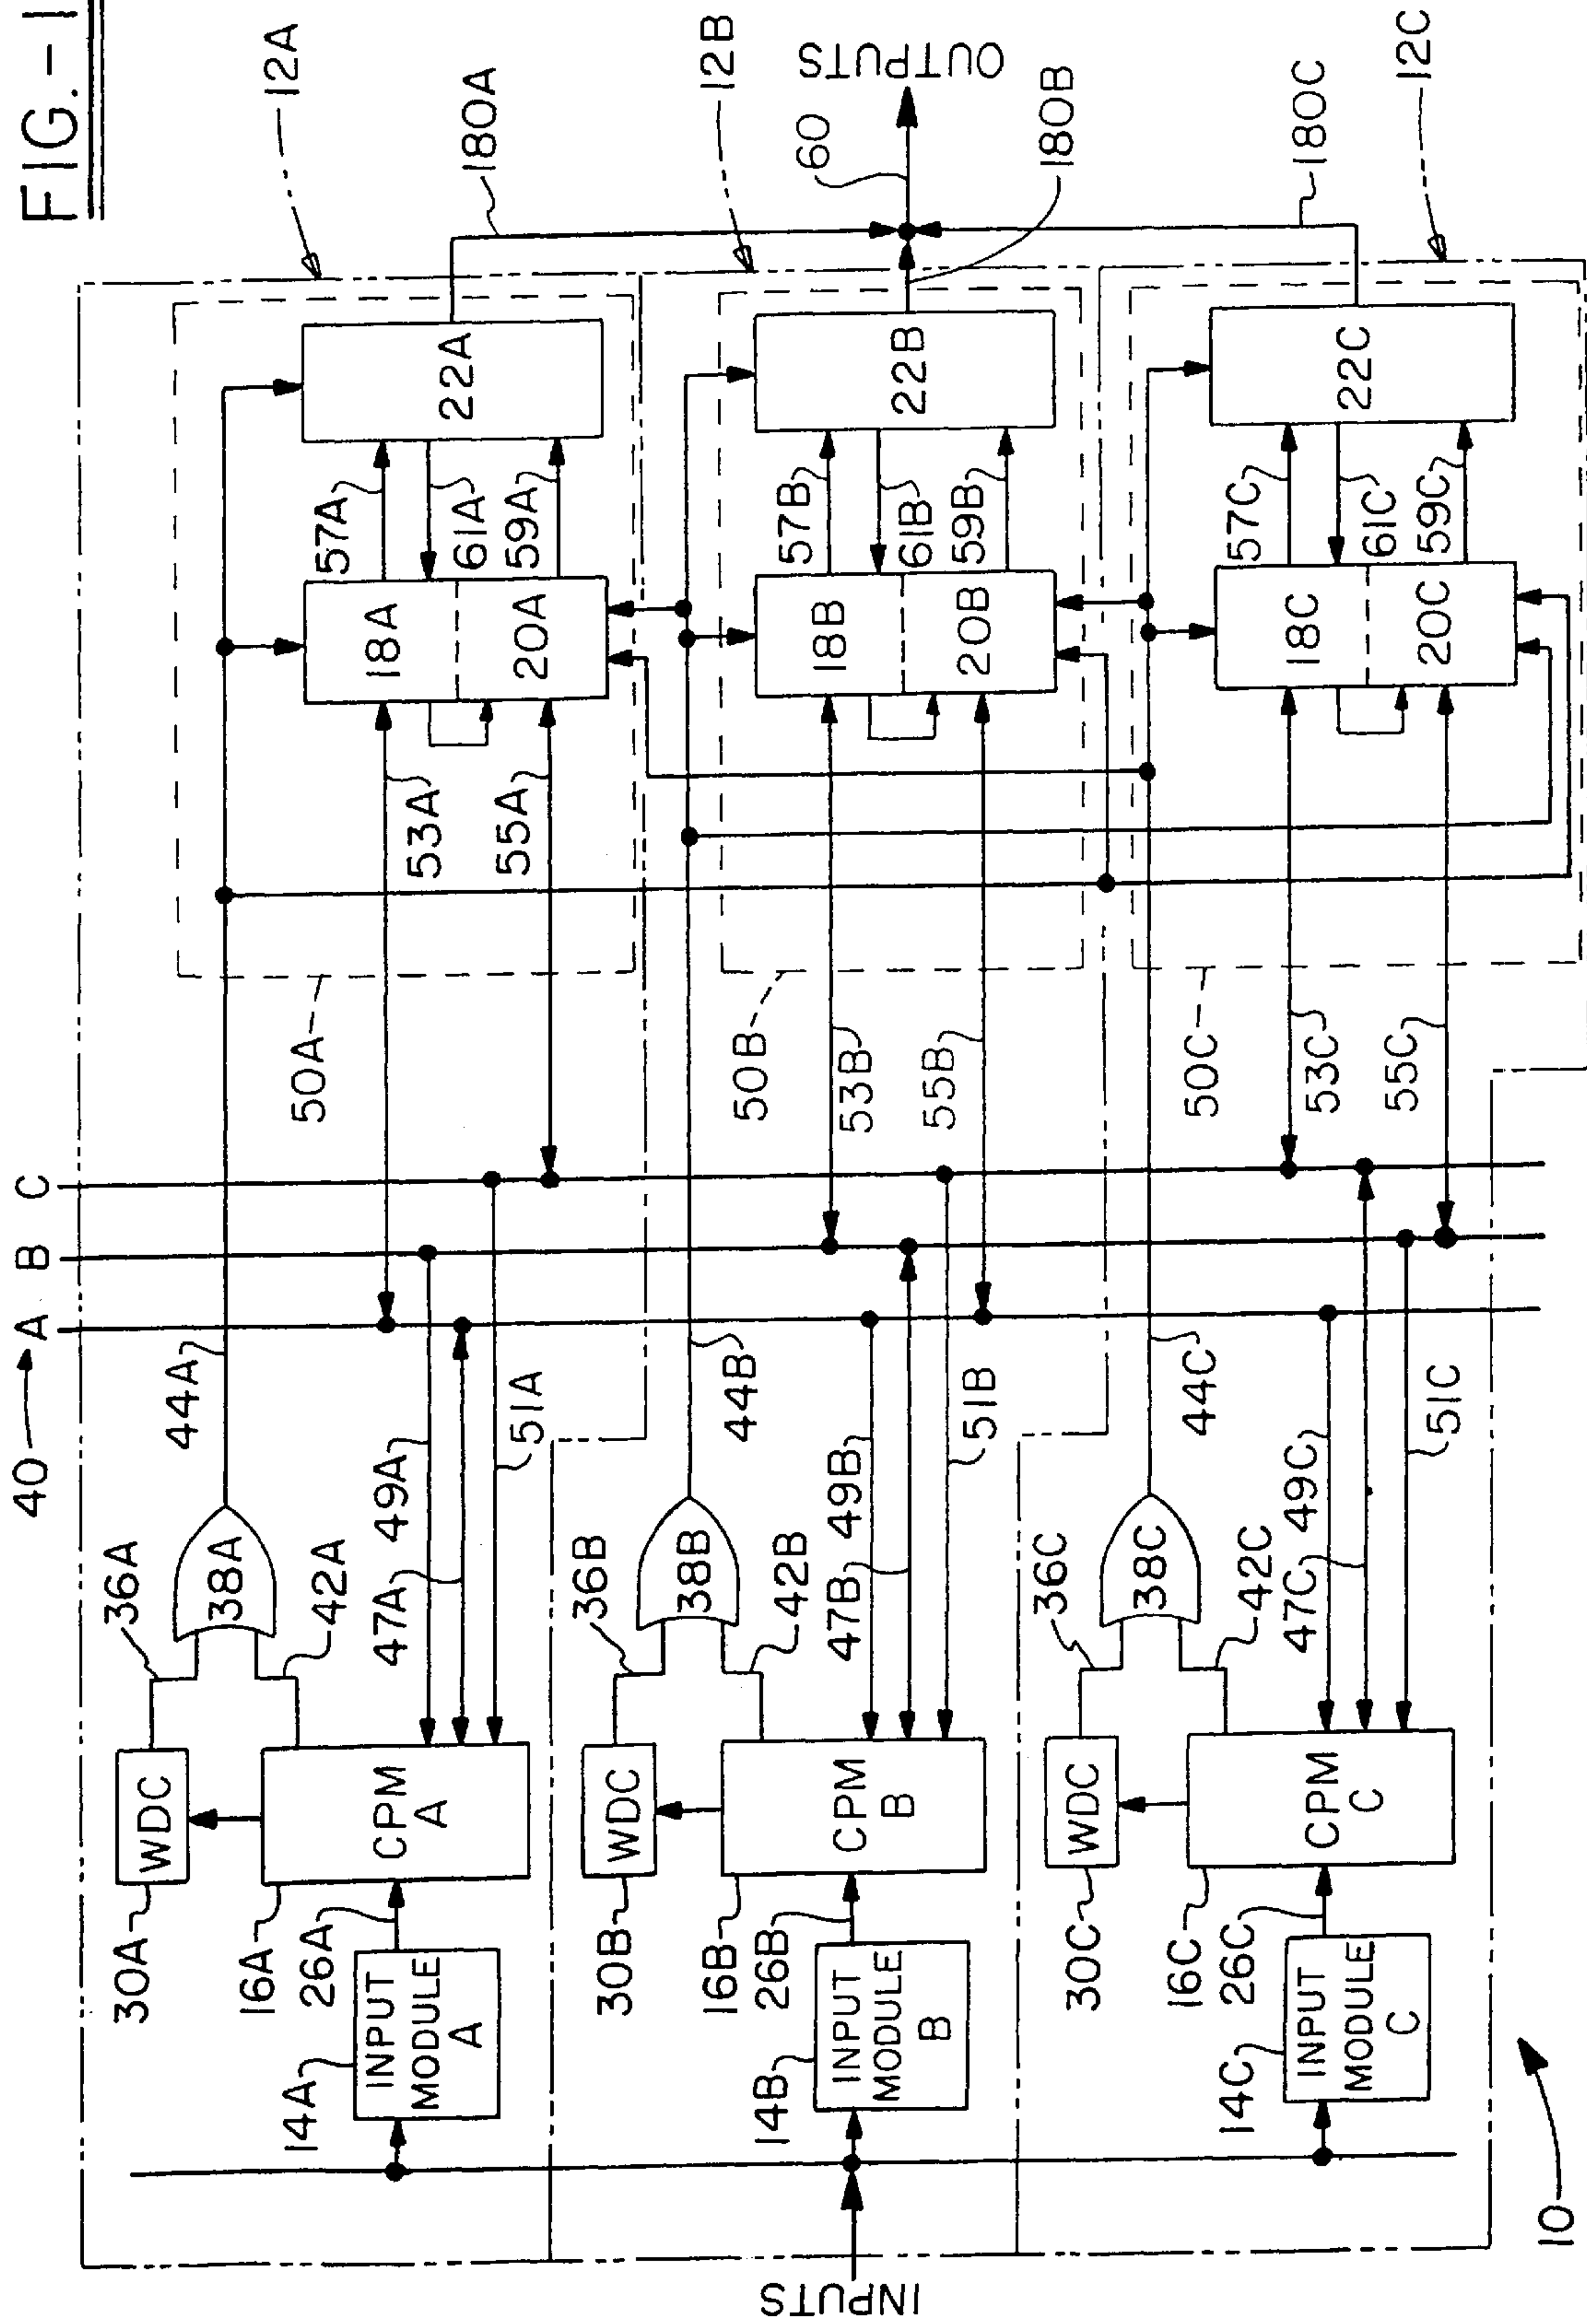 FIG.-1
40
A
B
C
12A
12B
12C
180A
180B
180C
60
OUTPUTS
INPUTS
10
30A
WDC
36A
38A
44A
16A
CPM
A
42A
26A
14A
INPUT
MODULE
A
47A
49A
51A
50A
53A
55A
18A
20A
57A
61A
59A
22A
30B
WDC
36B
38B
44B
16B
CPM
B
42B
26B
14B
INPUT
MODULE
B
47B
49B
51B
50B
53B
55B
18B
20B
57B
61B
59B
22B
30C
WDC
36C
38C
44C
16C
CPM
C
42C
26C
14C
INPUT
MODULE
C
47C
49C
51C
50C
53C
55C
18C
20C
57C
61C
59C
22C